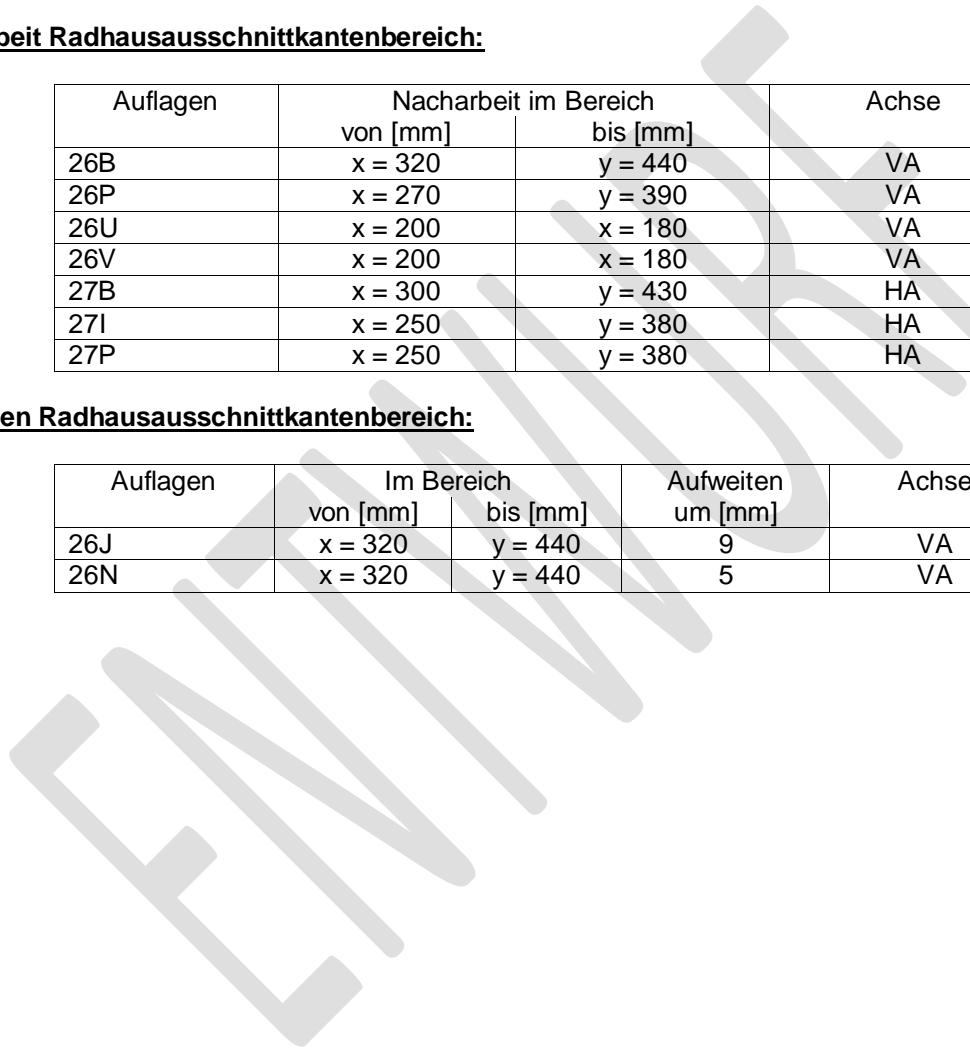 beit Radhausausschnittkantenbereich:
Auflagen Nacharbeit im Bereich Achse
von [mm] bis [mm]
26B x = 320 y = 440 VA
26P x = 270 y = 390 VA
26U x = 200 x = 180 VA
26V x = 200 x = 180 VA
27B x = 300 y = 430 HA
27I x = 250 y = 380 HA
27P x = 250 y = 380 HA
en Radhausausschnittkantenbereich:
Auflagen Im Bereich Aufweiten Achse
von [mm] bis [mm] um [mm]
26J x = 320 y = 440 9 VA
26N x = 320 y = 440 5 VA
ENTWURF